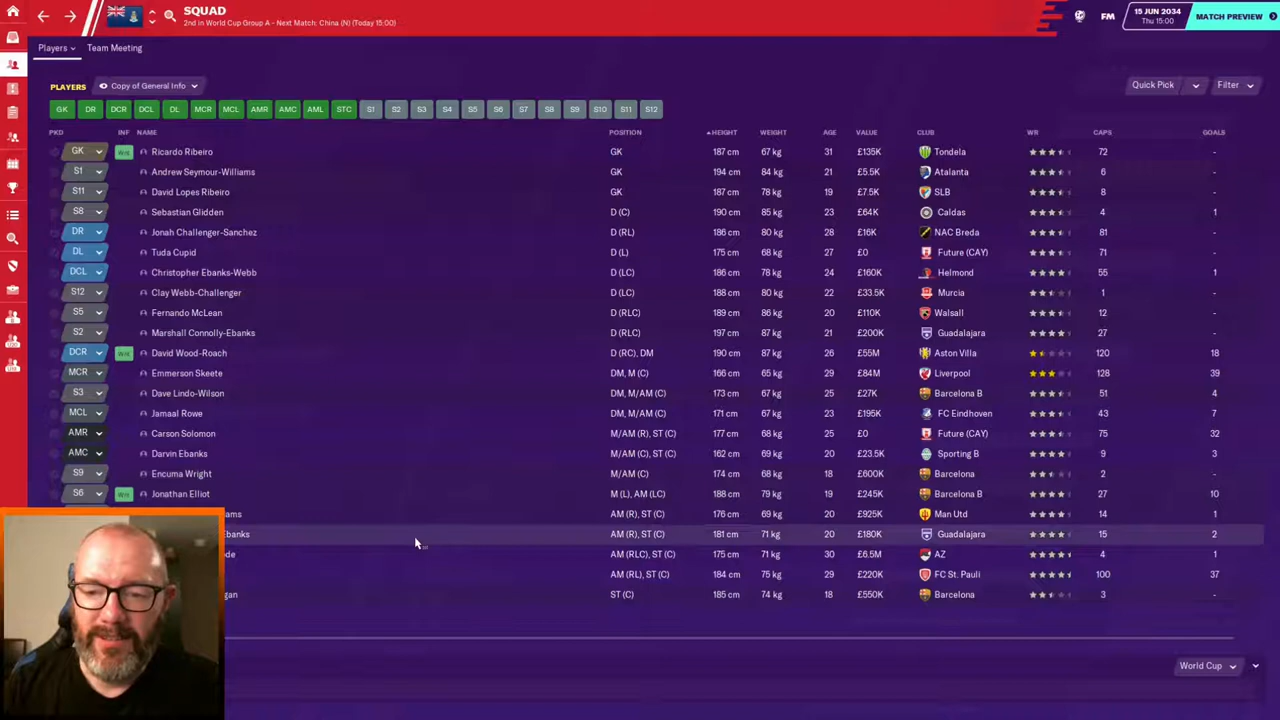 SQUAD
2nd in World Cup Group A - Next Match: China (N) (Today 15:00)
FM
15 JUN 2034
Thu 15:00
MATCH PREVIEW
Players
Team Meeting
PLAYERS
Copy of General Info
Quick Pick
Filter
GK DR DCR DCL DL MCR MCL AMR AMC AML STC S1 S2 S3 S4 S5 S6 S7 S8 S9 S10 S11 S12
PKD INF NAME POSITION HEIGHT WEIGHT AGE VALUE CLUB WR CAPS GOALS
GK Wnt Ricardo Ribeiro GK 187 cm 67 kg 31 £135K Tondela 72 -
S1 Andrew Seymour-Williams GK 194 cm 84 kg 21 £5.5K Atalanta 6 -
S11 David Lopes Ribeiro GK 187 cm 78 kg 19 £7.5K SLB 8 -
S8 Sebastian Glidden D (C) 190 cm 85 kg 23 £64K Caldas 4 1
DR Jonah Challenger-Sanchez D (RL) 186 cm 80 kg 28 £16K NAC Breda 81 -
DL Tuda Cupid D (L) 175 cm 68 kg 27 £0 Future (CAY) 71 -
DCL Christopher Ebanks-Webb D (LC) 186 cm 78 kg 24 £160K Helmond 55 1
S12 Clay Webb-Challenger D (LC) 188 cm 80 kg 22 £33.5K Murcia 1 -
S5 Fernando McLean D (RLC) 189 cm 86 kg 20 £110K Walsall 12 -
S2 Marshall Connolly-Ebanks D (RLC) 197 cm 87 kg 21 £200K Guadalajara 27 -
DCR Wnt David Wood-Roach D (RC), DM 190 cm 87 kg 26 £55M Aston Villa 120 18
MCR Emmerson Skeete DM, M (C) 166 cm 65 kg 29 £84M Liverpool 128 39
S3 Dave Lindo-Wilson DM, M/AM (C) 173 cm 67 kg 25 £27K Barcelona B 51 4
MCL Jamaal Rowe DM, M/AM (C) 171 cm 67 kg 23 £195K FC Eindhoven 43 7
AMR Carson Solomon M/AM (R), ST (C) 177 cm 68 kg 25 £0 Future (CAY) 75 32
AMC Darvin Ebanks M/AM (C), ST (C) 162 cm 69 kg 20 £23.5K Sporting B 9 3
S9 Encuma Wright M/AM (C) 174 cm 68 kg 18 £600K Barcelona 2 -
S6 Wnt Jonathan Elliot M (L), AM (LC) 188 cm 79 kg 19 £245K Barcelona B 27 10
AM (R), ST (C) 176 cm 69 kg 20 £925K Man Utd 14 1
Ebanks AM (R), ST (C) 181 cm 71 kg 20 £180K Guadalajara 15 2
AM (RLC), ST (C) 175 cm 71 kg 30 £6.5M AZ 4 1
AM (RL), ST (C) 184 cm 75 kg 29 £220K FC St. Pauli 100 37
ST (C) 185 cm 74 kg 18 £550K Barcelona 3 -
World Cup